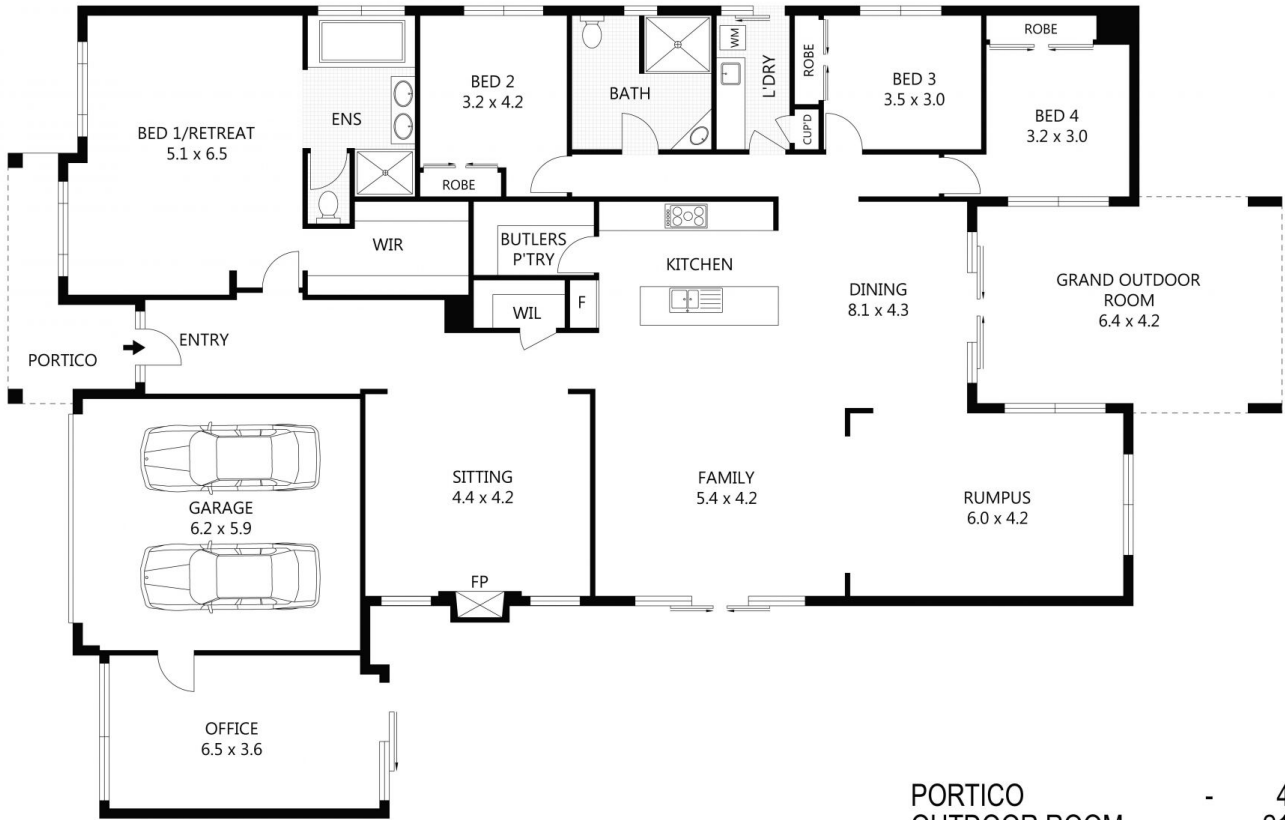 BED 1/RETREAT
5.1 x 6.5
ENS
BED 2
3.2 x 4.2
ROBE
BATH
WM
L'DRY
CUP'D
ROBE
BED 3
3.5 x 3.0
ROBE
BED 4
3.2 x 3.0
WIR
BUTLERS
P'TRY
KITCHEN
WIL
F
DINING
8.1 x 4.3
GRAND OUTDOOR
ROOM
6.4 x 4.2
PORTICO
ENTRY
GARAGE
6.2 x 5.9
SITTING
4.4 x 4.2
FP
FAMILY
5.4 x 4.2
RUMPUS
6.0 x 4.2
OFFICE
6.5 x 3.6
PORTICO - 4
OUTDOOR ROOM